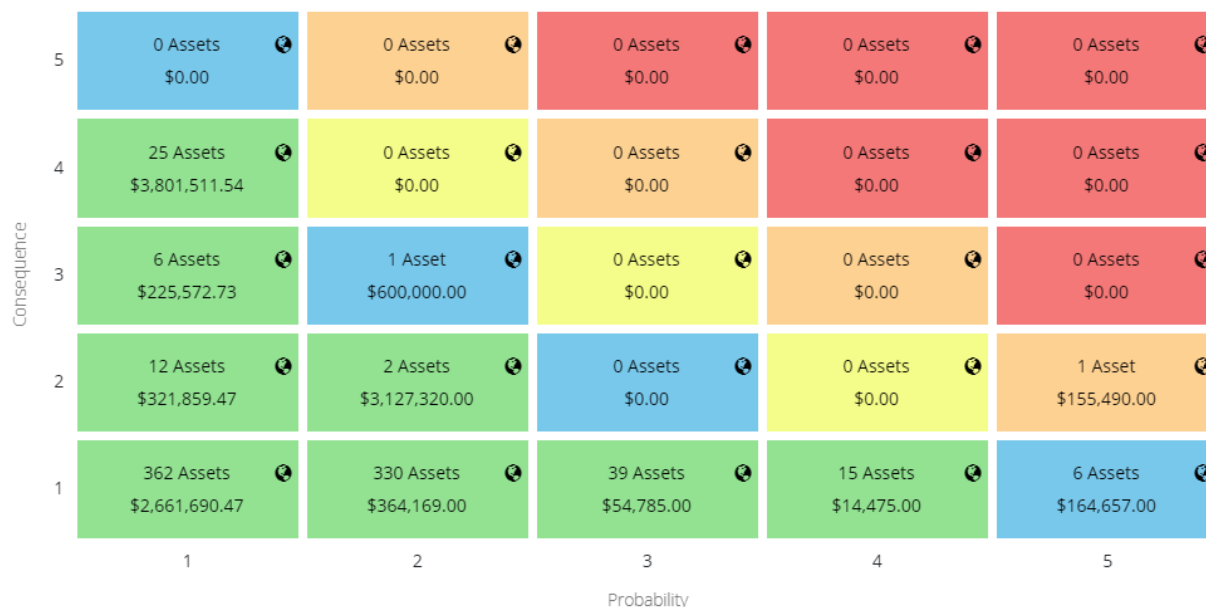 5
0 Assets
$0.00
0 Assets
$0.00
0 Assets
$0.00
0 Assets
$0.00
0 Assets
$0.00
4
25 Assets
$3,801,511.54
0 Assets
$0.00
0 Assets
$0.00
0 Assets
$0.00
0 Assets
$0.00
Consequence
3
6 Assets
$225,572.73
1 Asset
$600,000.00
0 Assets
$0.00
0 Assets
$0.00
0 Assets
$0.00
2
12 Assets
$321,859.47
2 Assets
$3,127,320.00
0 Assets
$0.00
0 Assets
$0.00
1 Asset
$155,490.00
1
362 Assets
$2,661,690.47
330 Assets
$364,169.00
39 Assets
$54,785.00
15 Assets
$14,475.00
6 Assets
$164,657.00
1
2
3
4
5
Probability